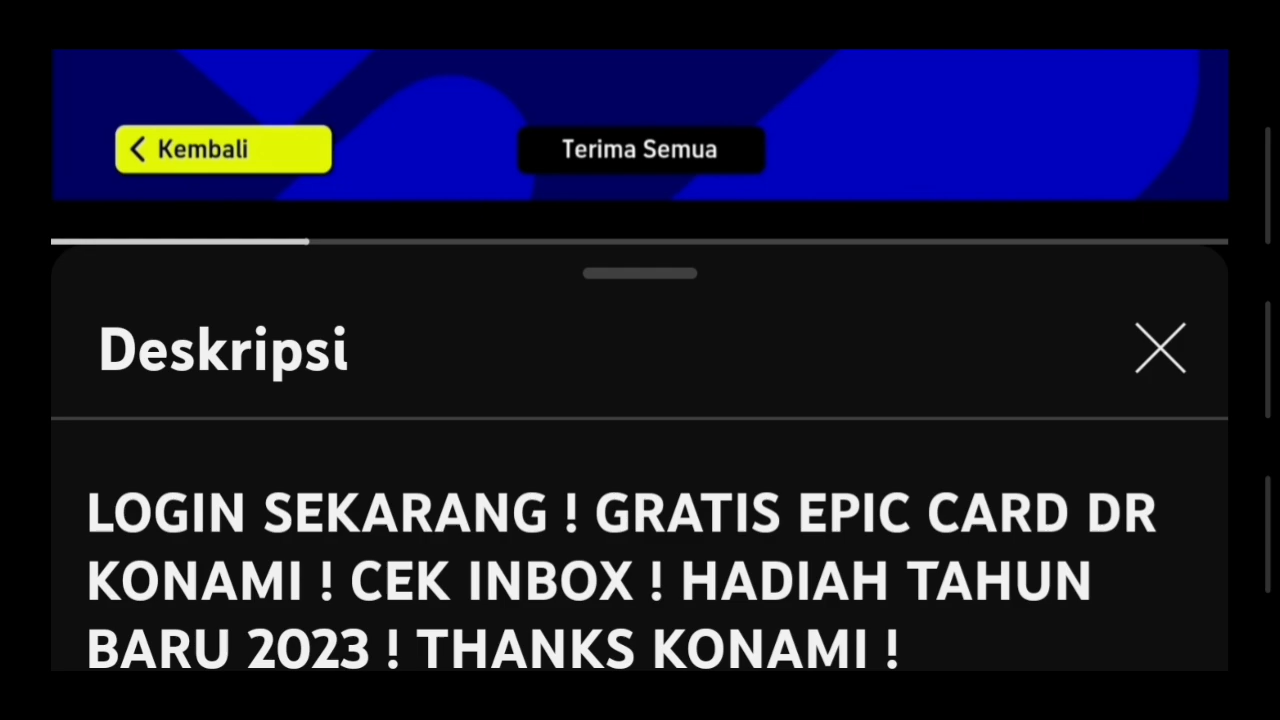 Kembali
Terima Semua
Deskripsi
LOGIN SEKARANG ! GRATIS EPIC CARD DR
KONAMI ! CEK INBOX ! HADIAH TAHUN
BARU 2023 ! THANKS KONAMI !